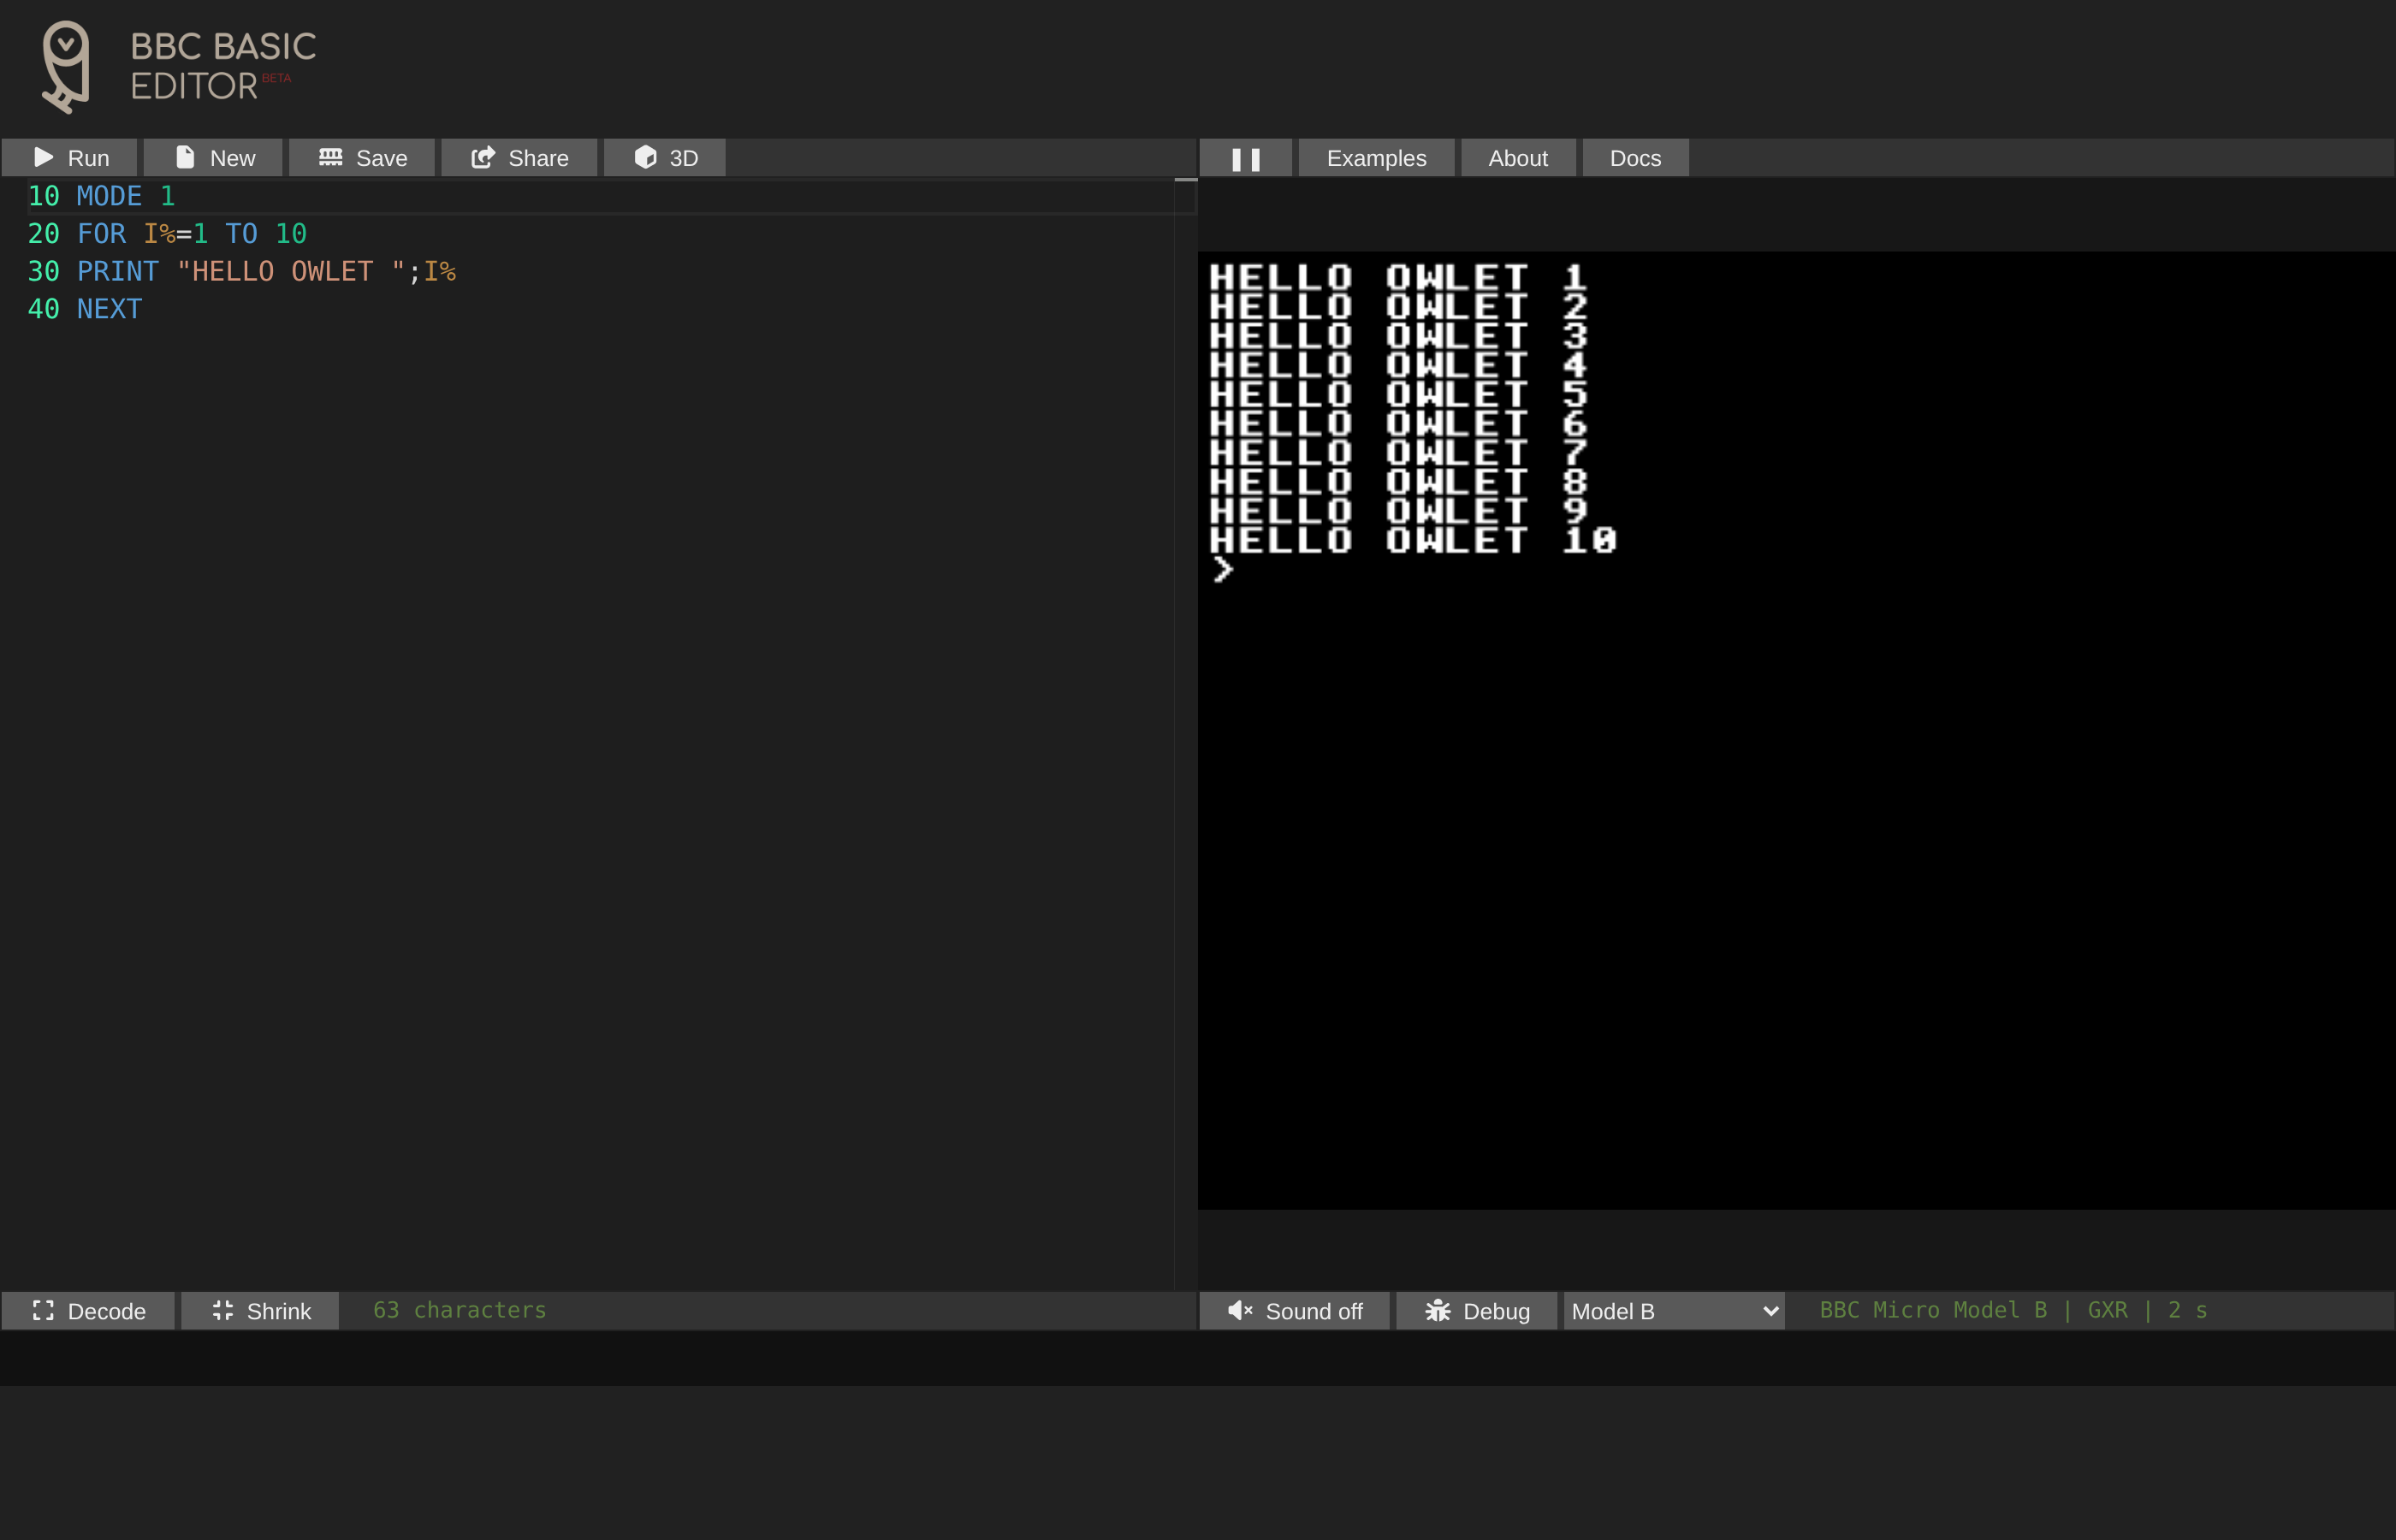 BBC BASIC
EDITOR BETA
Run New Save Share 3D Examples About Docs
10 MODE 1
20 FOR I%=1 TO 10
30 PRINT "HELLO OWLET ";I%
40 NEXT
HELLO OWLET 1
HELLO OWLET 2
HELLO OWLET 3
HELLO OWLET 4
HELLO OWLET 5
HELLO OWLET 6
HELLO OWLET 7
HELLO OWLET 8
HELLO OWLET 9
HELLO OWLET 10
>
Decode Shrink 63 characters Sound off Debug Model B BBC Micro Model B | GXR | 2 s